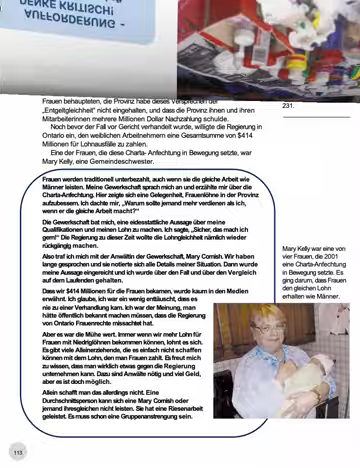 DENKE KRITISCH!
AUFFORDERUNG -
Frauen behaupteten, die Provinz habe dieses Versprechen der
„Entgeltgleichheit" nicht eingehalten, und dass die Provinz ihnen und ihren
Mitarbeiterinnen mehrere Millionen Dollar Nachzahlung schulde.
Noch bevor der Fall vor Gericht verhandelt wurde, willigte die Regierung in
Ontario ein, den weiblichen Arbeitnehmern eine Gesamtsumme von $414
Millionen für Lohnausfälle zu zahlen.
Eine der Frauen, die diese Charta- Anfechtung in Bewegung setzte, war
Mary Kelly, eine Gemeindeschwester.
231.
Frauen werden traditionell unterbezahlt, auch wenn sie die gleiche Arbeit wie
Männer leisten. Meine Gewerkschaft sprach mich an und erzählte mir über die
Charta-Anfechtung. Hier zeigte sich eine Gelegenheit, Frauenlöhne in der Provinz
aufzubessern. Ich dachte mir, „Warum sollte jemand mehr verdienen als ich,
wenn er die gleiche Arbeit macht?"
Die Gewerkschaft bat mich, eine eidesstattliche Aussage über meine
Qualifikationen und meinen Lohn zu machen. Ich sagte, „Sicher, das mach ich
gern!" Die Regierung zu dieser Zeit wollte die Lohngleichheit nämlich wieder
rückgängig machen.
Also traf ich mich mit der Anwältin der Gewerkschaft, Mary Cornish. Wir haben
lange gesprochen und sie notierte sich alle Details meiner Situation. Dann wurde
meine Aussage eingereicht und ich wurde über den Fall und über den Vergleich
auf dem Laufenden gehalten.
Dass wir $414 Millionen für die Frauen bekamen, wurde kaum in den Medien
erwähnt. Ich glaube, ich war ein wenig enttäuscht, dass es
nie zu einer Verhandlung kam. Ich war der Meinung, man
hätte öffentlich bekannt machen müssen, dass die Regierung
von Ontario Frauenrechte missachtet hat.
Aber es war die Mühe wert. Immer wenn wir mehr Lohn für
Frauen mit Niedriglöhnen bekommen können, lohnt es sich.
Es gibt viele Alleinerziehende, die es einfach nicht schaffen
können mit dem Lohn, den man Frauen zahlt. Es freut mich
zu wissen, dass man wirklich etwas gegen die Regierung
unternehmen kann. Dazu sind Anwälte nötig und viel Geld,
aber es ist doch möglich.
Allein schafft man das allerdings nicht. Eine
Durchschnittsperson kann sich eine Mary Cornish oder
jemand ihresgleichen nicht leisten. Sie hat eine Riesenarbeit
geleistet. Es muss schon eine Gruppenanstrengung sein.
Mary Kelly war eine von
vier Frauen, die 2001
eine Charta-Anfechtung
in Bewegung setzte. Es
ging darum, dass Frauen
den gleichen Lohn
erhalten wie Männer.
113